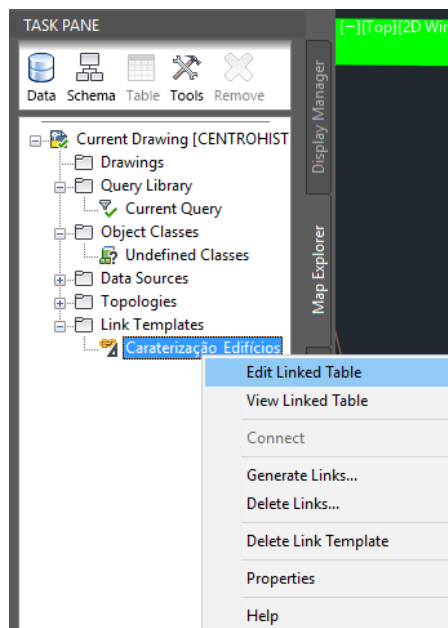 TASK PANE
[−][Top][2D Wir
Data Schema Table Tools Remove
Display Manager
Current Drawing [CENTROHIST
Drawings
Query Library
Current Query
Object Classes
Undefined Classes
Map Explorer
Data Sources
Topologies
Link Templates
Caraterização_Edifícios
Edit Linked Table
View Linked Table
Connect
Generate Links...
Delete Links...
Delete Link Template
Properties
Help